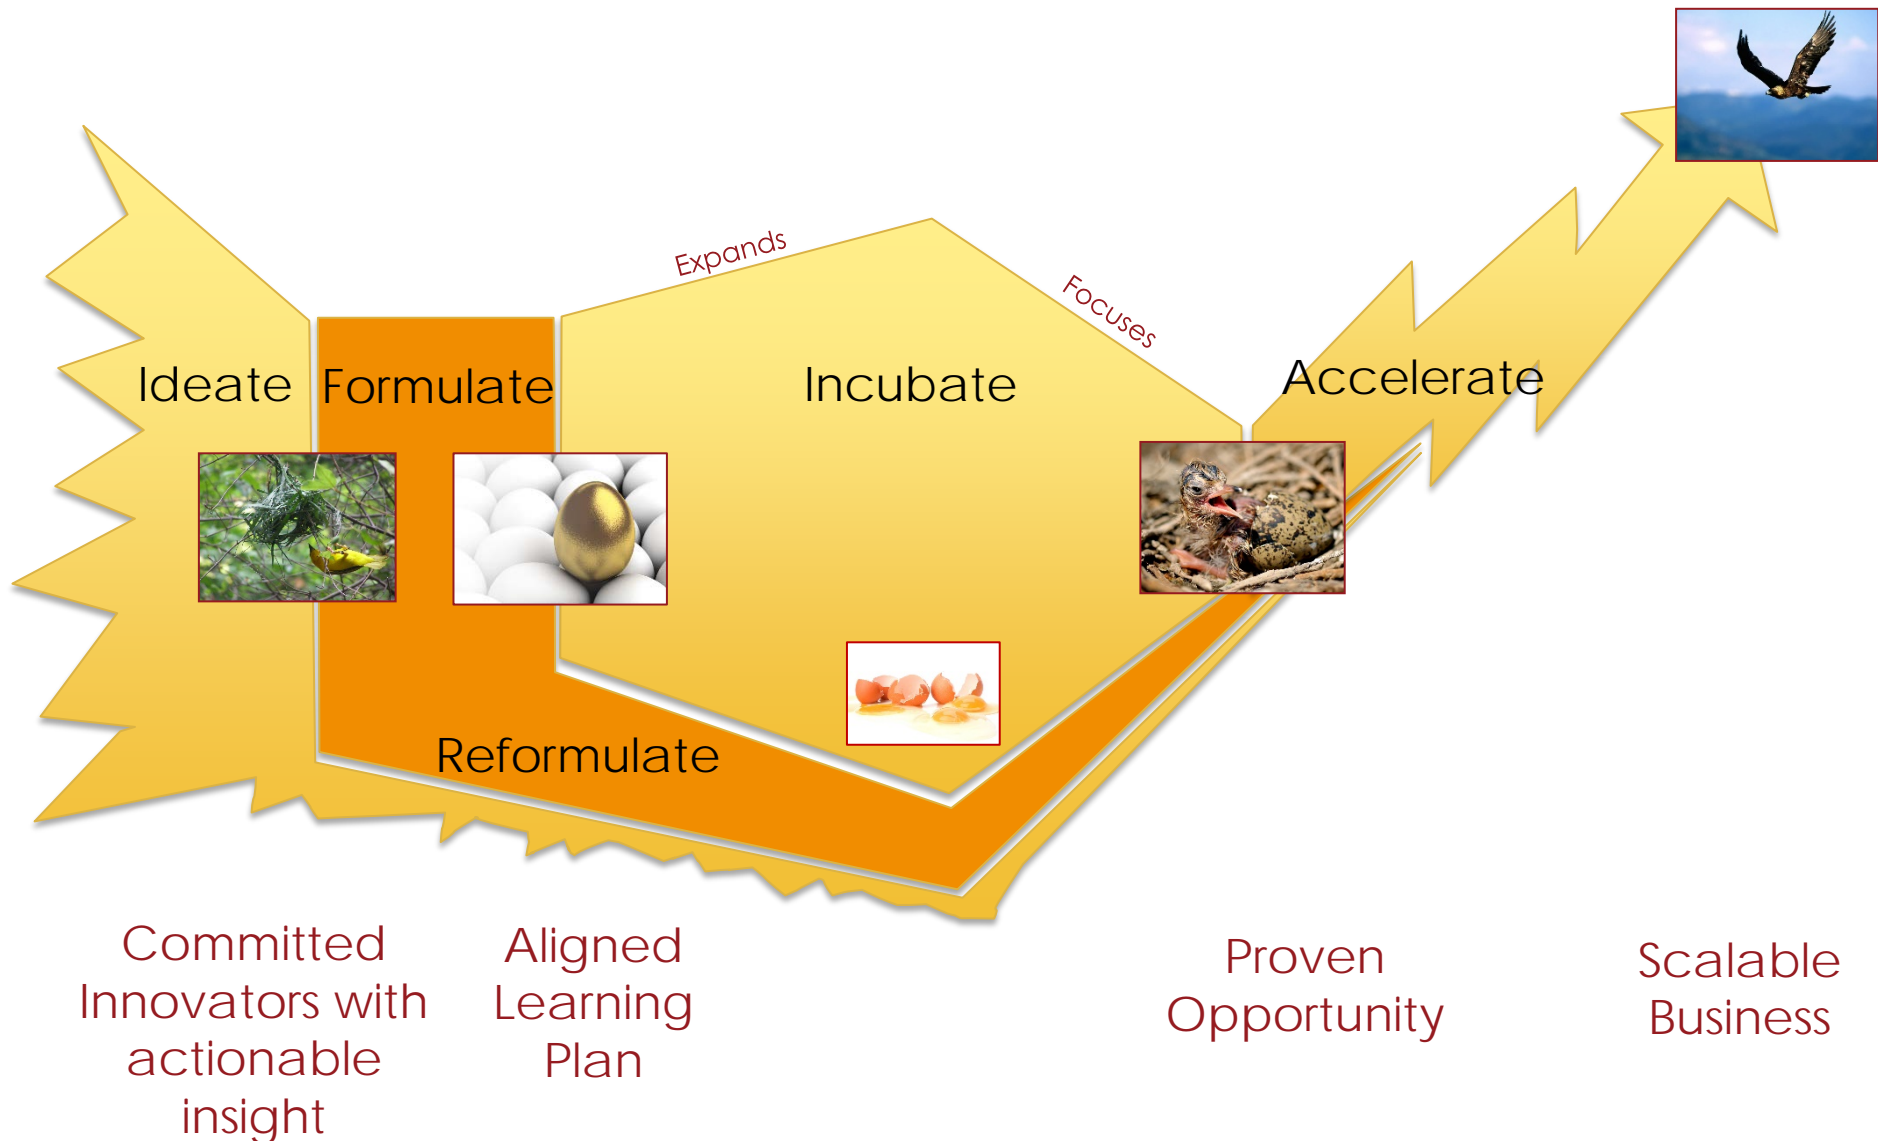 Expands
Focuses
Ideate
Formulate
Incubate
Accelerate
Reformulate
Committed
Innovators with
actionable
insight
Aligned
Learning
Plan
Proven
Opportunity
Scalable
Business